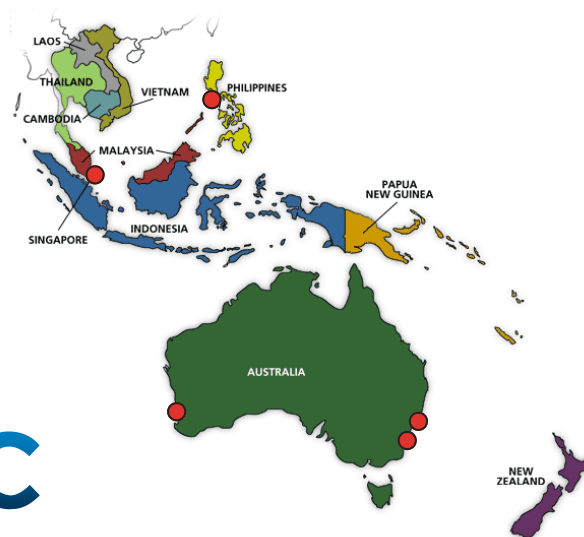 LAOS
THAILAND
VIETNAM
CAMBODIA
PHILIPPINES
MALAYSIA
SINGAPORE
INDONESIA
PAPUA
NEW GUINEA
AUSTRALIA
C
NEW
ZEALAND